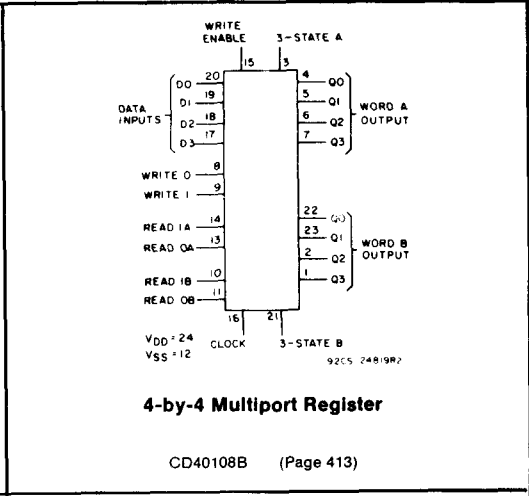 WRITE
ENABLE 3-STATE A
15 3
DATA
INPUTS
D0 20
D1 19
D2 18
D3 17
4 Q0
5 Q1
6 Q2
7 Q3
WORD A
OUTPUT
WRITE 0 8
WRITE 1 9
READ 1A 14
READ 0A 13
READ 1B 10
READ 0B 11
22 Q0
23 Q1
2 Q2
1 Q3
WORD B
OUTPUT
16 21
VDD = 24
VSS = 12
CLOCK 3-STATE B
92CS 24819R2
4-by-4 Multiport Register
CD40108B (Page 413)